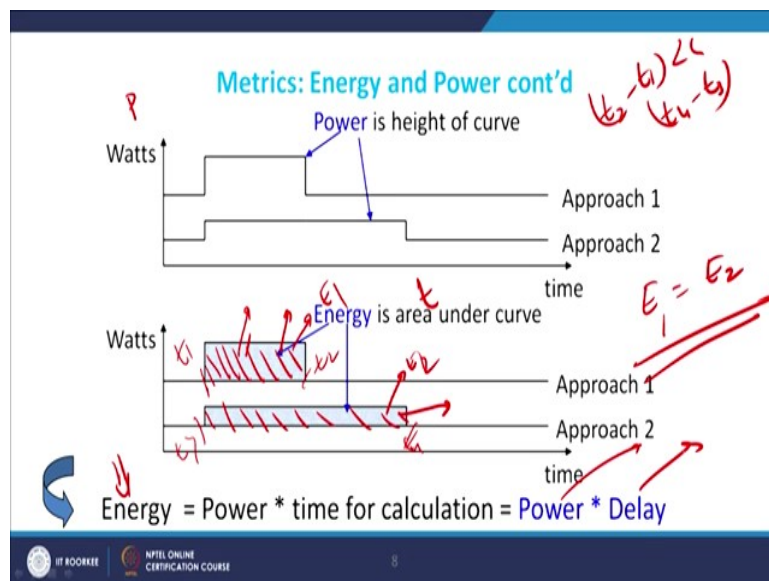 Metrics: Energy and Power cont'd
(t2 - t1) <<
(t4 - t3)
P
Power is height of curve
Watts
Approach 1
Approach 2
time
t
E1 = E2
E1
Energy is area under curve
Watts
t1
t2
E2
Approach 1
Approach 2
t3
t4
time
Energy = Power * time for calculation = Power * Delay
IIT ROORKEE
NPTEL ONLINE
CERTIFICATION COURSE
8